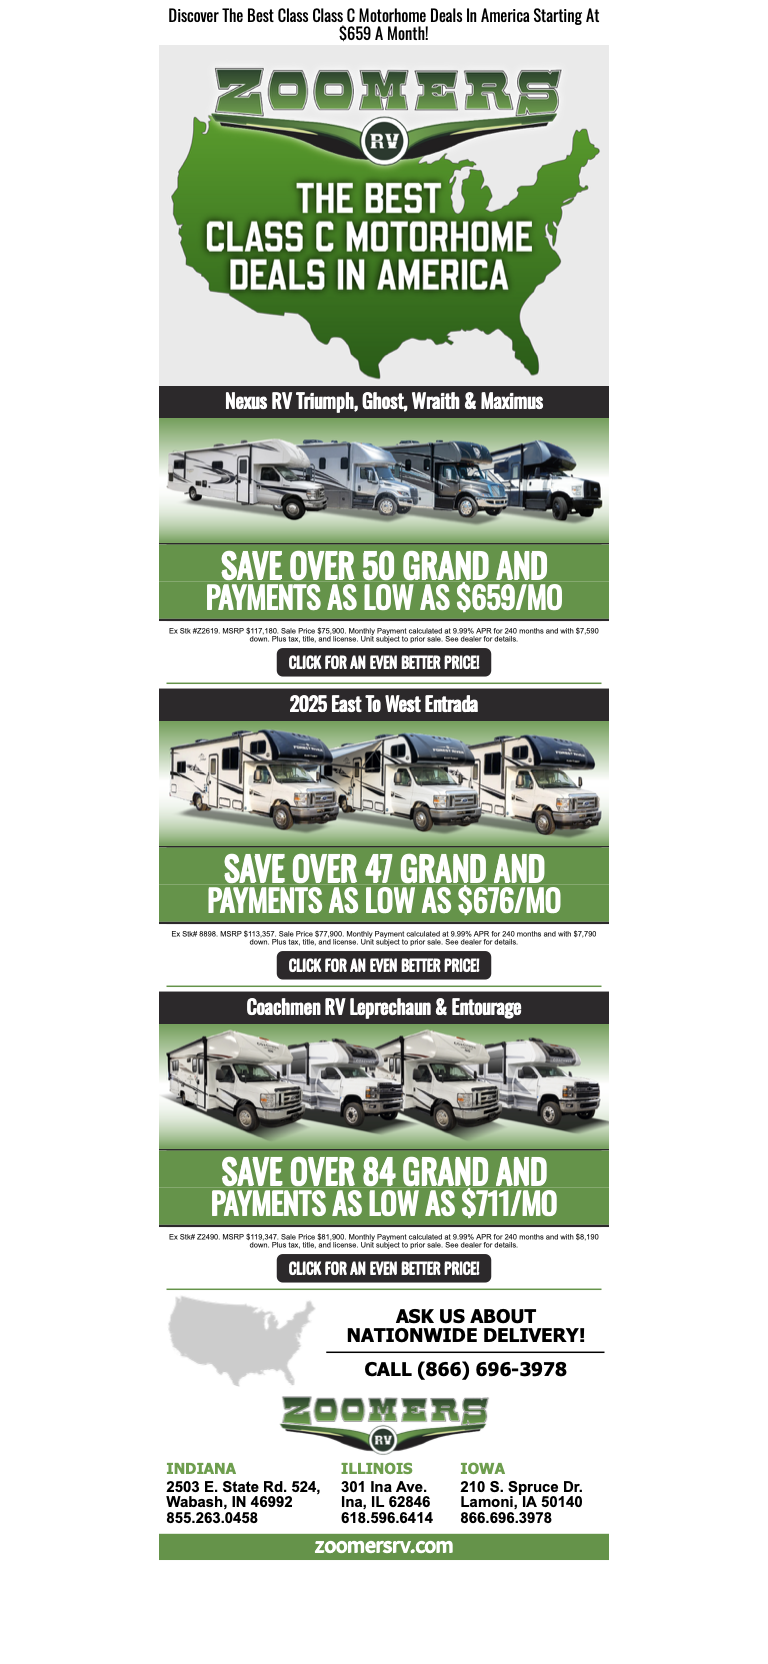 Discover The Best Class Class C Motorhome Deals In America Starting At
$659 A Month!
ZOOMERS
RV
THE BEST
CLASS C MOTORHOME
DEALS IN AMERICA
Nexus RV Triumph, Ghost, Wraith & Maximus
SAVE OVER 50 GRAND AND
PAYMENTS AS LOW AS $659/MO
Ex Stk #Z2619. MSRP $117,180. Sale Price $75,900. Monthly Payment calculated at 9.99% APR for 240 months and with $7,590
down. Plus tax, title, and license. Unit subject to prior sale. See dealer for details.
CLICK FOR AN EVEN BETTER PRICE!
2025 East To West Entrada
SAVE OVER 47 GRAND AND
PAYMENTS AS LOW AS $676/MO
Ex Stk# 8898. MSRP $113,357. Sale Price $77,900. Monthly Payment calculated at 9.99% APR for 240 months and with $7,790
down. Plus tax, title, and license. Unit subject to prior sale. See dealer for details.
CLICK FOR AN EVEN BETTER PRICE!
Coachmen RV Leprechaun & Entourage
SAVE OVER 84 GRAND AND
PAYMENTS AS LOW AS $711/MO
Ex Stk# Z2490. MSRP $119,347. Sale Price $81,900. Monthly Payment calculated at 9.99% APR for 240 months and with $8,190
down. Plus tax, title, and license. Unit subject to prior sale. See dealer for details.
CLICK FOR AN EVEN BETTER PRICE!
ASK US ABOUT
NATIONWIDE DELIVERY!
CALL (866) 696-3978
ZOOMERS
RV
INDIANA
2503 E. State Rd. 524,
Wabash, IN 46992
855.263.0458
ILLINOIS
301 Ina Ave.
Ina, IL 62846
618.596.6414
IOWA
210 S. Spruce Dr.
Lamoni, IA 50140
866.696.3978
zoomersrv.com